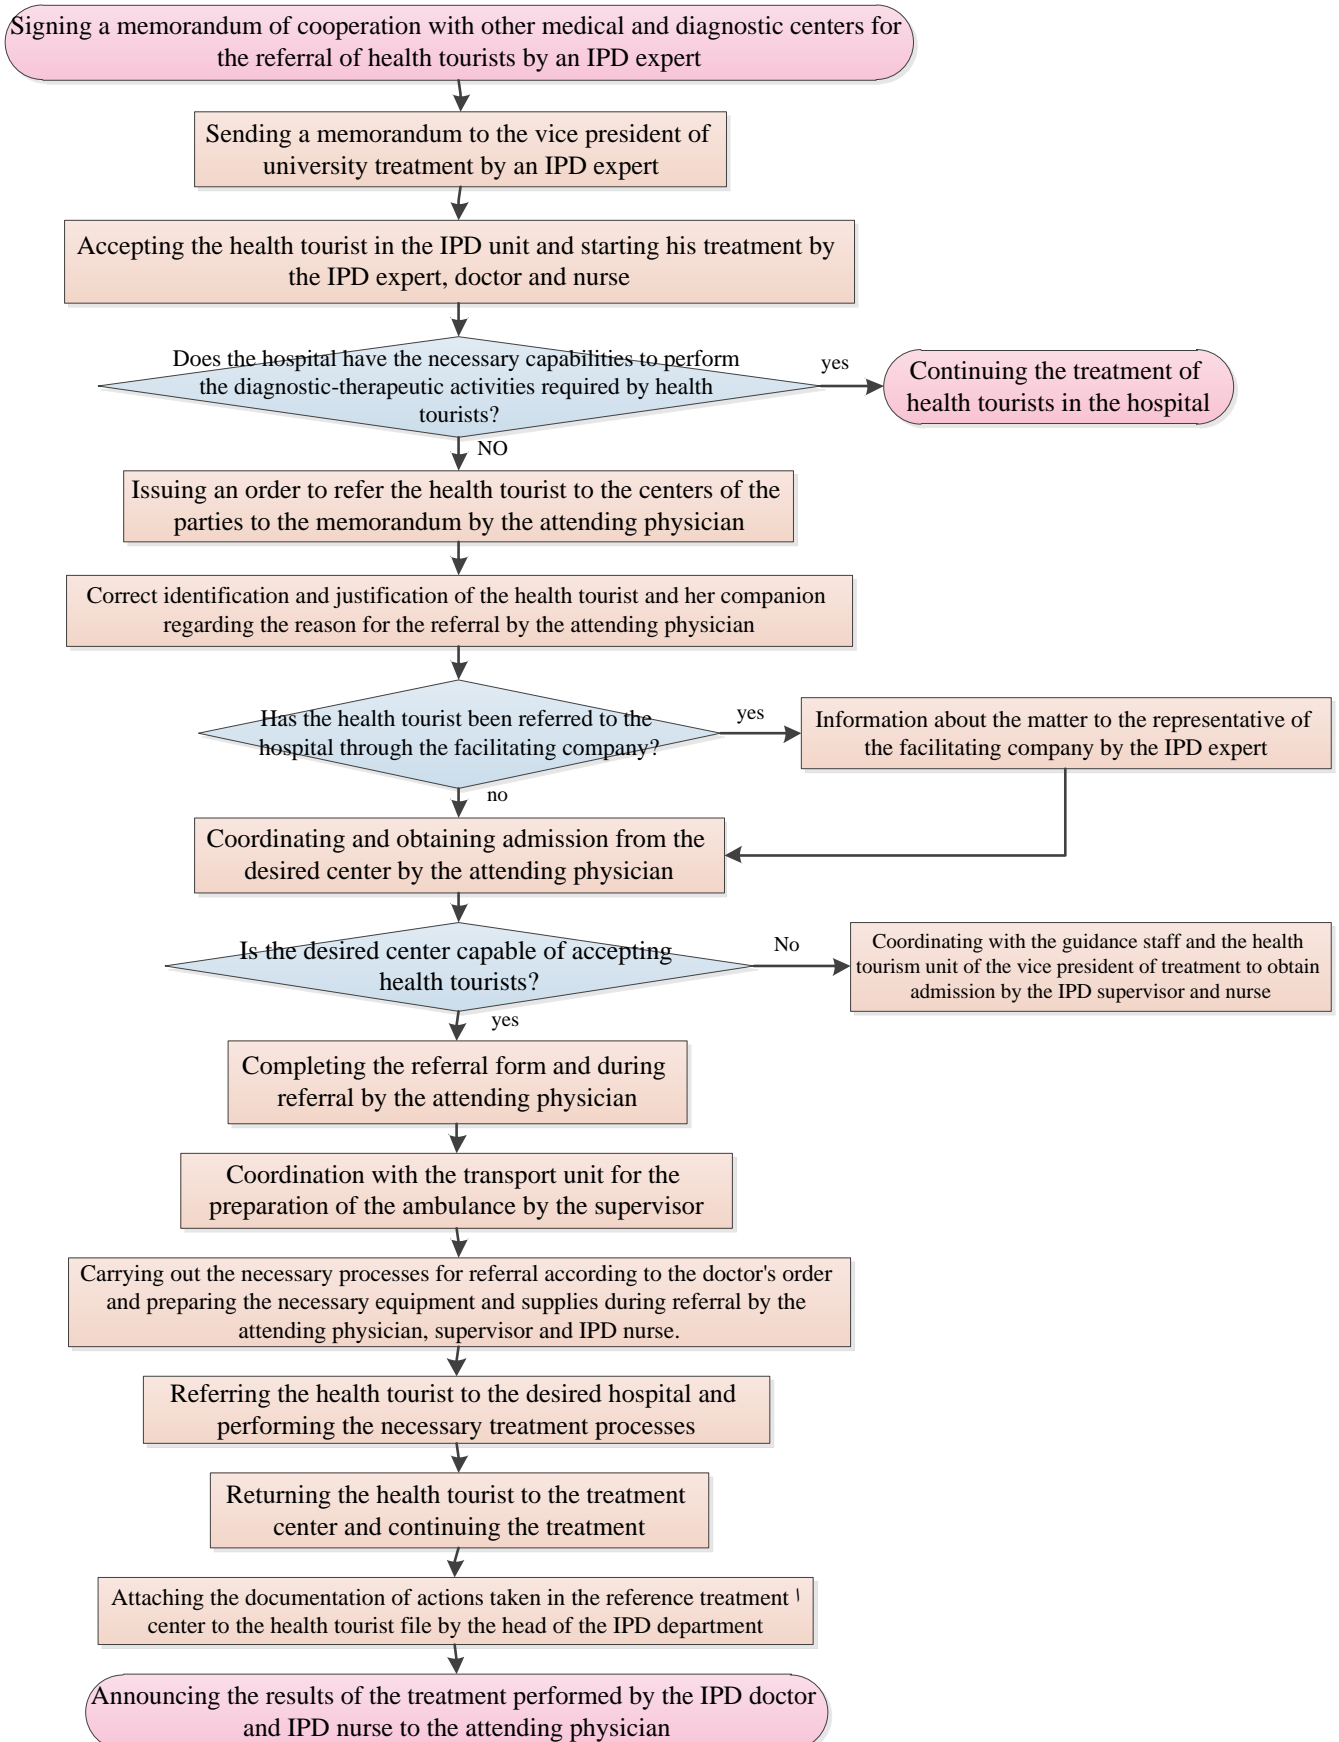 Signing a memorandum of cooperation with other medical and diagnostic centers for
the referral of health tourists by an IPD expert
Sending a memorandum to the vice president of
university treatment by an IPD expert
Accepting the health tourist in the IPD unit and starting his treatment by
the IPD expert, doctor and nurse
Does the hospital have the necessary capabilities to perform
the diagnostic-therapeutic activities required by health
tourists?
yes
Continuing the treatment of
health tourists in the hospital
NO
Issuing an order to refer the health tourist to the centers of the
parties to the memorandum by the attending physician
Correct identification and justification of the health tourist and her companion
regarding the reason for the referral by the attending physician
Has the health tourist been referred to the
hospital through the facilitating company?
yes
Information about the matter to the representative of
the facilitating company by the IPD expert
no
Coordinating and obtaining admission from the
desired center by the attending physician
Is the desired center capable of accepting
health tourists?
No
Coordinating with the guidance staff and the health
tourism unit of the vice president of treatment to obtain
admission by the IPD supervisor and nurse
yes
Completing the referral form and during
referral by the attending physician
Coordination with the transport unit for the
preparation of the ambulance by the supervisor
Carrying out the necessary processes for referral according to the doctor's order
and preparing the necessary equipment and supplies during referral by the
attending physician, supervisor and IPD nurse.
Referring the health tourist to the desired hospital and
performing the necessary treatment processes
Returning the health tourist to the treatment
center and continuing the treatment
Attaching the documentation of actions taken in the reference treatment ١
center to the health tourist file by the head of the IPD department
Announcing the results of the treatment performed by the IPD doctor
and IPD nurse to the attending physician